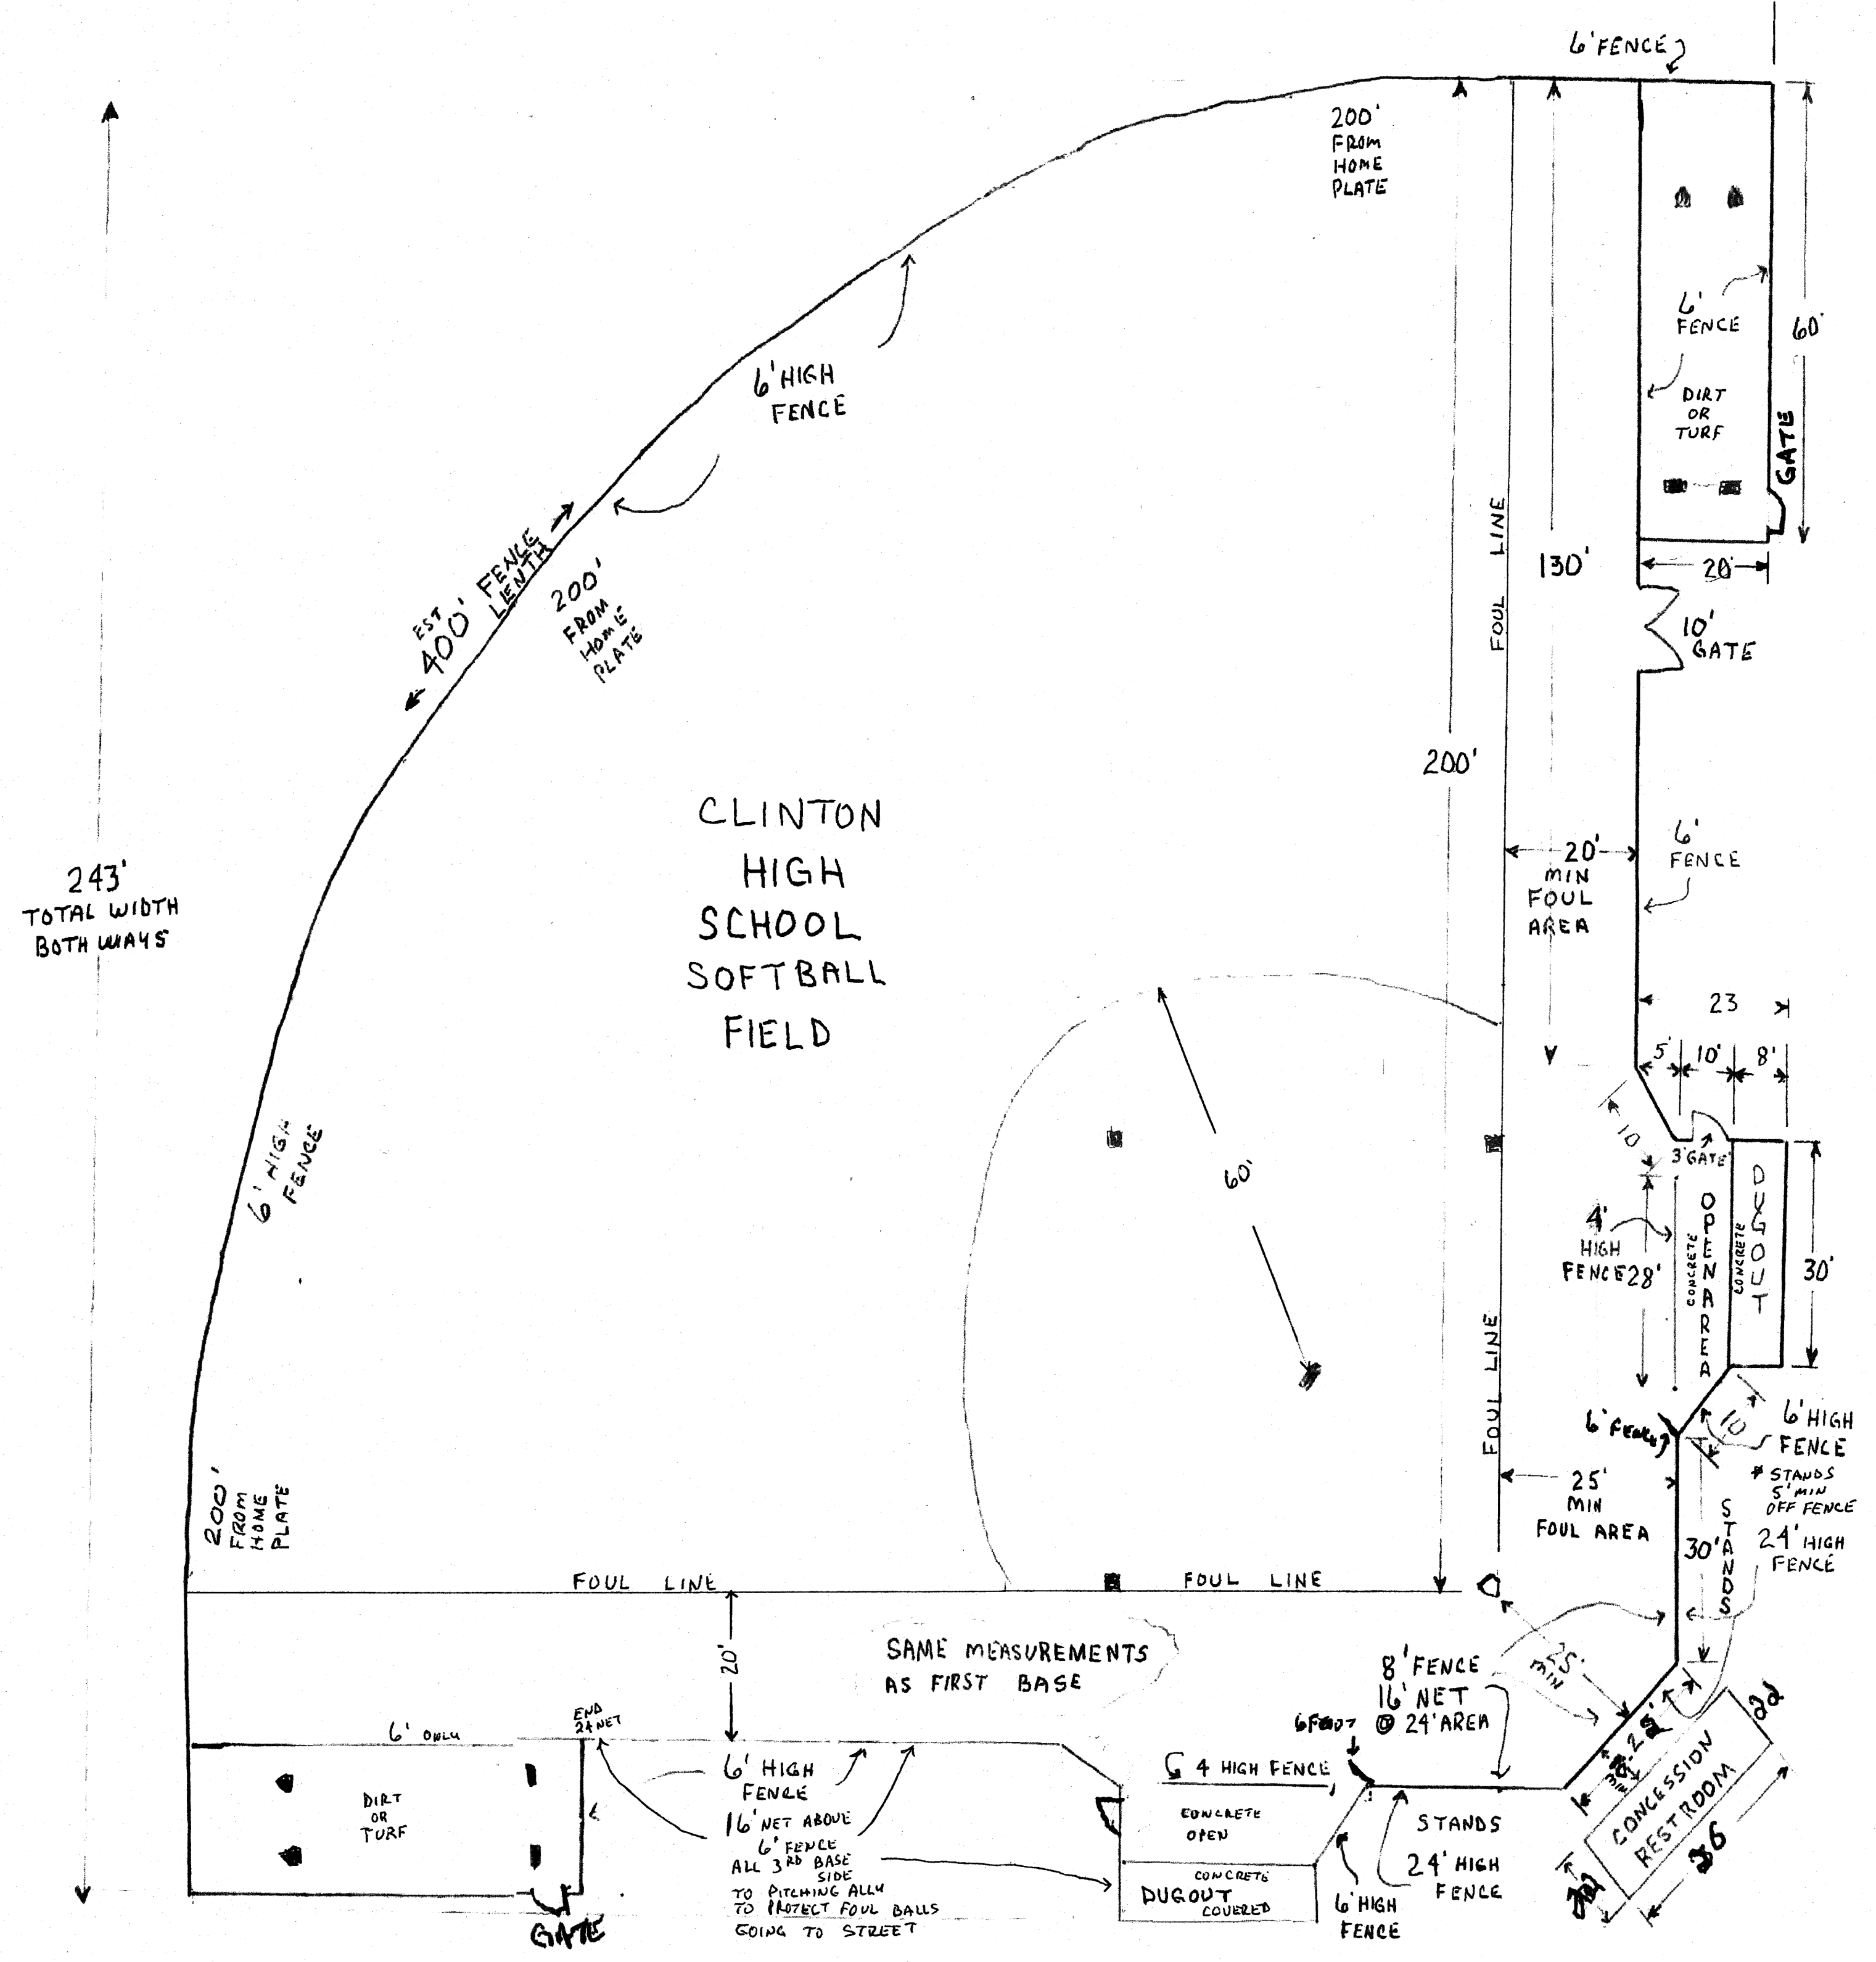 6' FENCE
200'
FROM
HOME
PLATE
6'
FENCE
60'
DIRT
OR
TURF
GATE
20'
6' HIGH
FENCE
FOUL LINE
130'
10'
GATE
EST
400' FENCE
LENTH
200'
FROM
HOME
PLATE
200'
CLINTON
HIGH
SCHOOL
SOFTBALL
FIELD
243'
TOTAL WIDTH
BOTH WAYS
20'
MIN
FOUL
AREA
6'
FENCE
23
5'
10'
8'
10
3' GATE
60'
6' HIGH
FENCE
4'
HIGH
FENCE 28'
CONCRETE
OPEN AREA
CONCRETE
DUGOUT
30'
FOUL LINE
6' FENCE
10
6' HIGH
FENCE
* STANDS
5' MIN
OFF FENCE
24' HIGH
FENCE
25'
MIN
FOUL AREA
30'
STANDS
200'
FROM
HOME
PLATE
FOUL LINE
FOUL LINE
20'
SAME MEASUREMENTS
AS FIRST BASE
25'
MIN
8' FENCE
16' NET
@ 24' AREA
END
24 NET
6' ONLY
6' HIGH
FENCE
16' NET ABOVE
6' FENCE
ALL 3RD BASE
SIDE
TO PITCHING ALLY
TO PROTECT FOUL BALLS
GOING TO STREET
DIRT
OR
TURF
GATE
4 HIGH FENCE
CONCRETE
OPEN
CONCRETE
DUGOUT
COVERED
6' HIGH
FENCE
STANDS
24' HIGH
FENCE
CONCESSION
RESTROOM
22
36